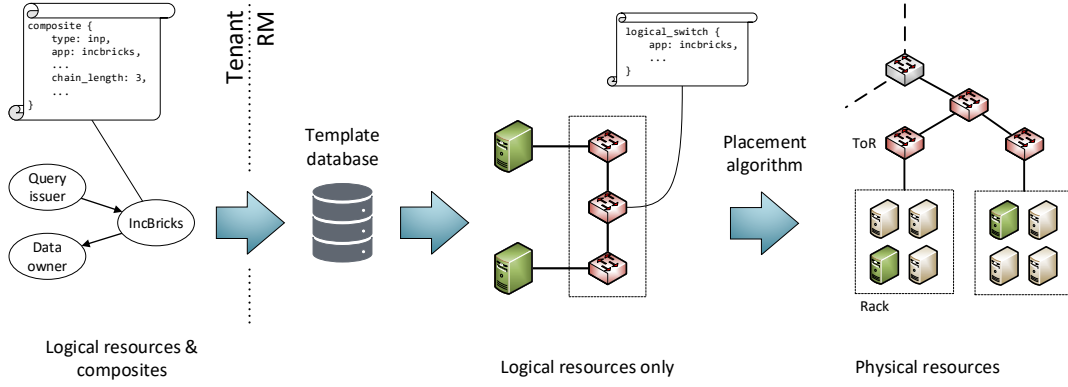 composite {
type: inp,
app: incbricks,
...
chain_length: 3,
...
}
Query
issuer
IncBricks
Data
owner
Logical resources &
composites
Tenant
RM
Template
database
logical_switch {
app: incbricks,
...
}
Logical resources only
Placement
algorithm
ToR
Rack
Physical resources